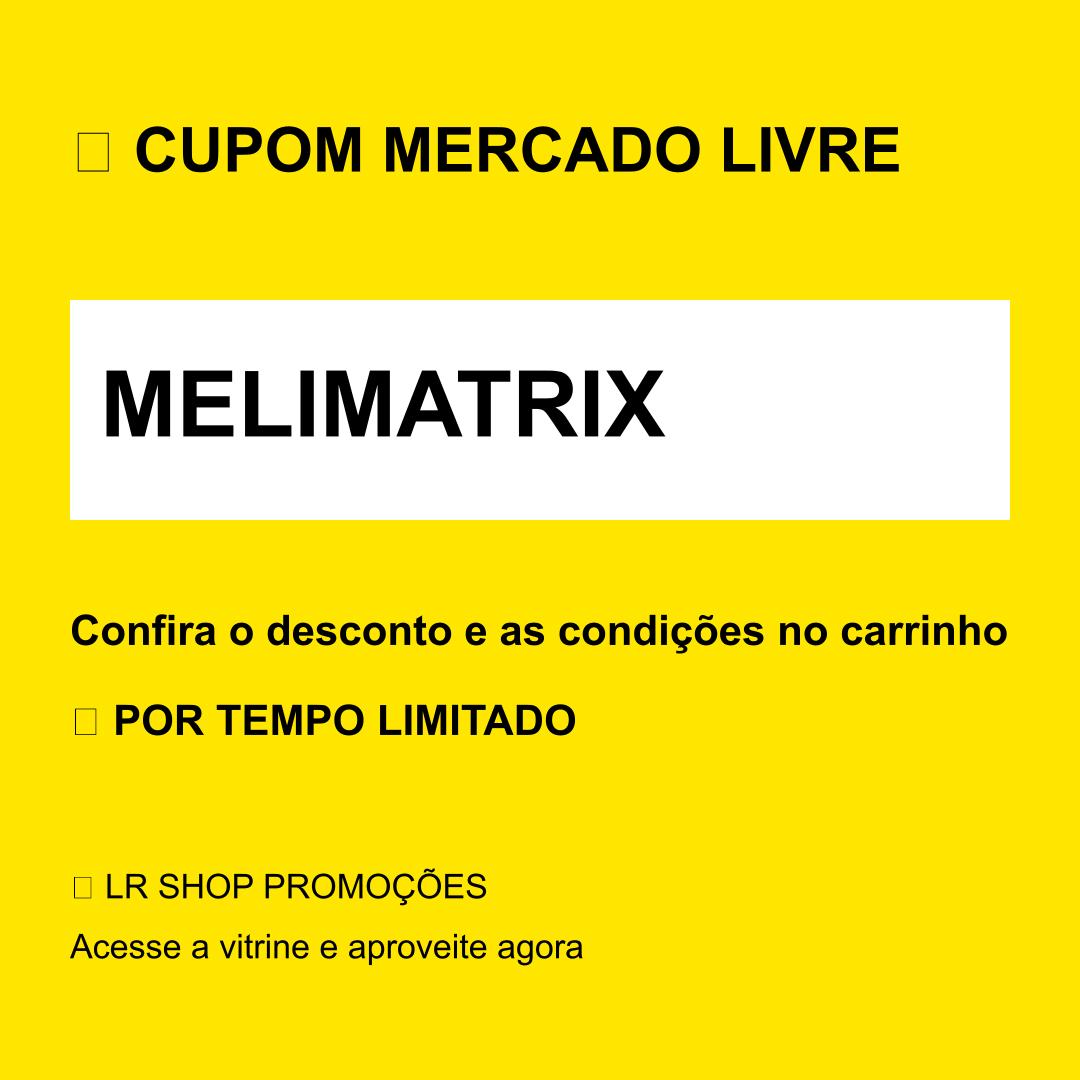 □ CUPOM MERCADO LIVRE
MELIMATRIX
Confira o desconto e as condições no carrinho
□ POR TEMPO LIMITADO
□ LR SHOP PROMOÇÕES
Acesse a vitrine e aproveite agora